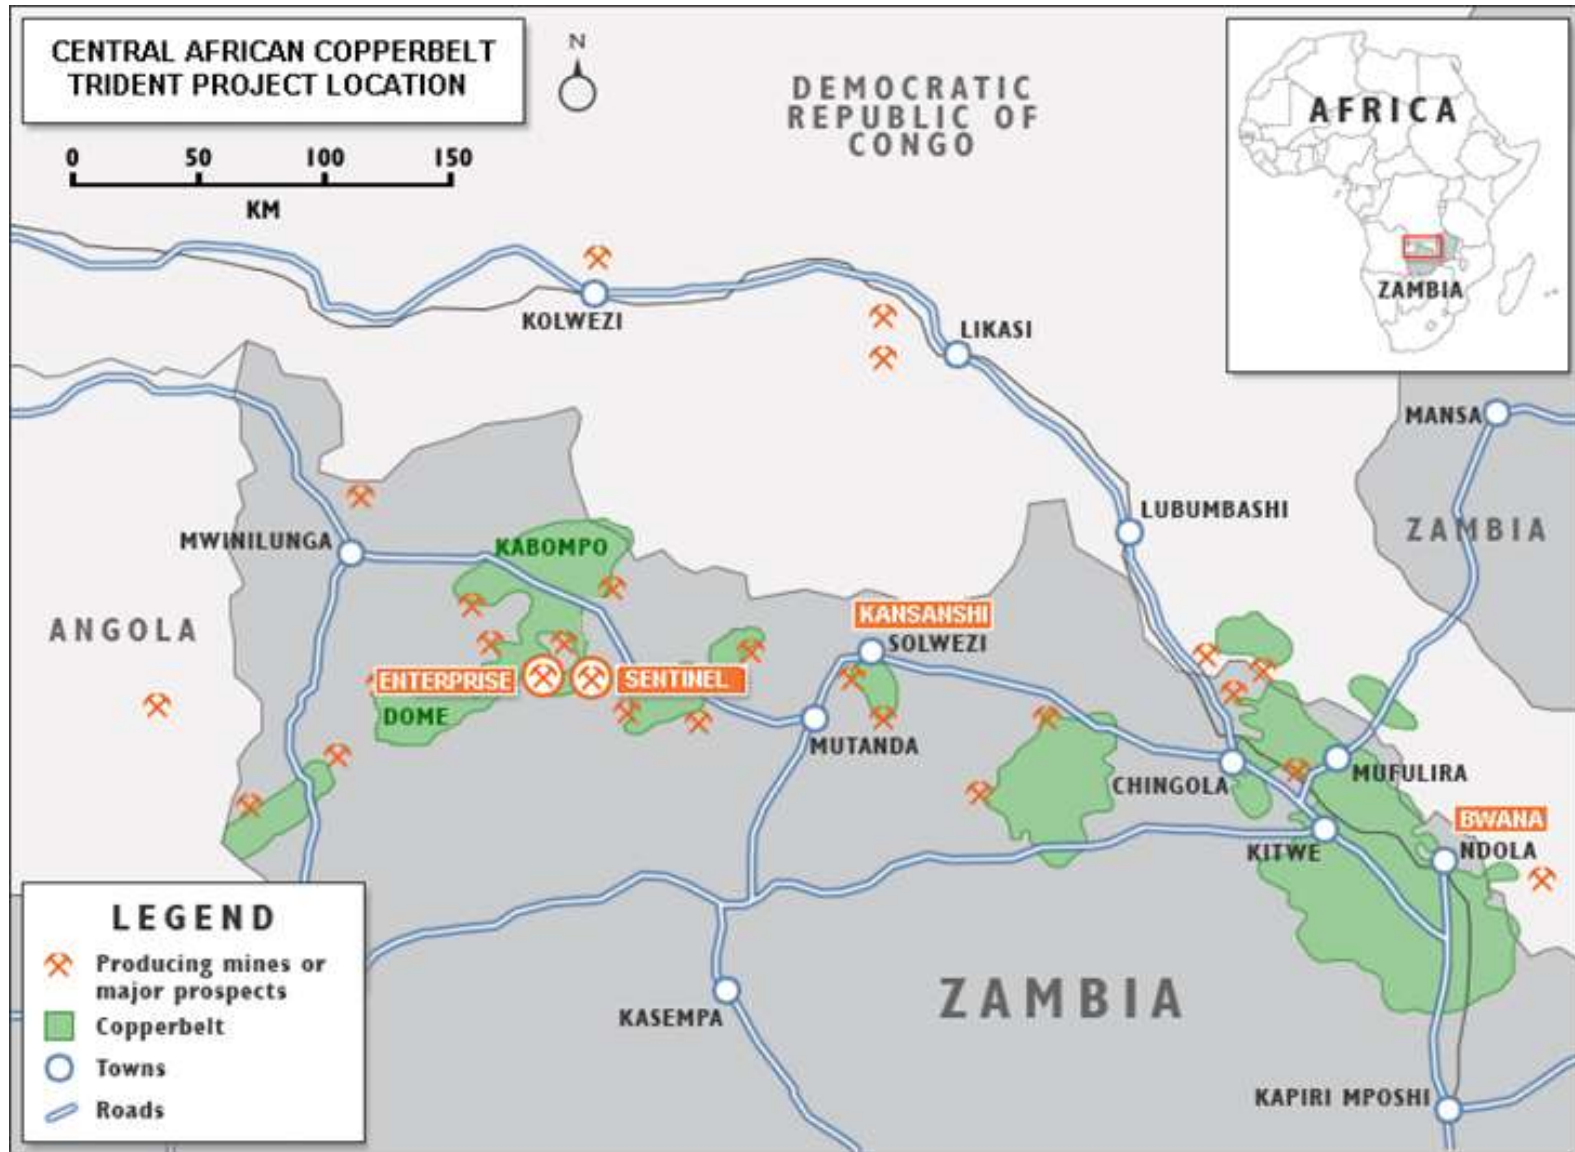 CENTRAL AFRICAN COPPERBELT
TRIDENT PROJECT LOCATION
N
0 50 100 150
KM
DEMOCRATIC
REPUBLIC OF
CONGO
AFRICA
ZAMBIA
KOLWEZI
LIKASI
MANSA
LUBUMBASHI
ZAMBIA
MWINILUNGA
KABOMPO
ANGOLA
KANSANSHI
SOLWEZI
ENTERPRISE
SENTINEL
DOME
MUTANDA
CHINGOLA
MUFULIRA
BWANA
KITWE
NDOLA
LEGEND
Producing mines or
major prospects
Copperbelt
Towns
Roads
KASEMPA
ZAMBIA
KAPIRI MPOSHI